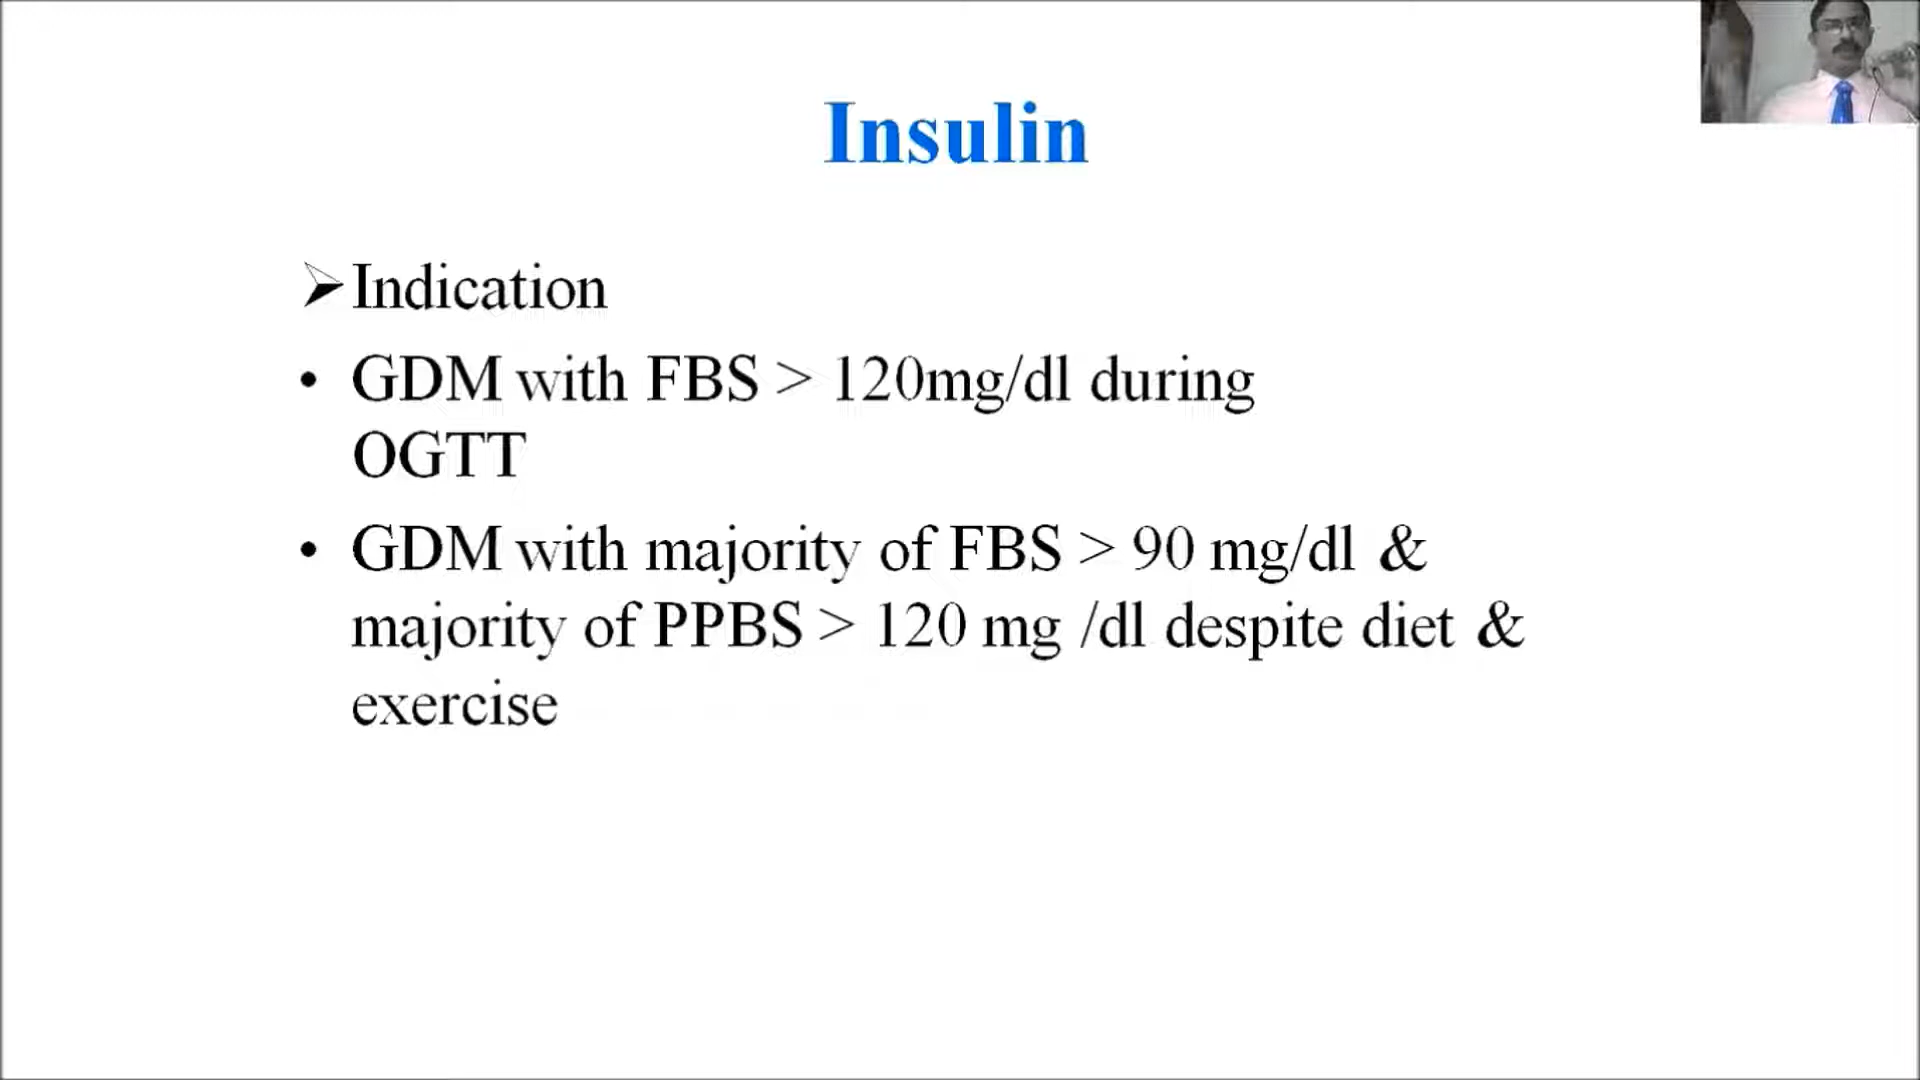 Insulin
➢Indication
• GDM with FBS > 120mg/dl during
OGTT
• GDM with majority of FBS > 90 mg/dl &
majority of PPBS > 120 mg /dl despite diet &
exercise